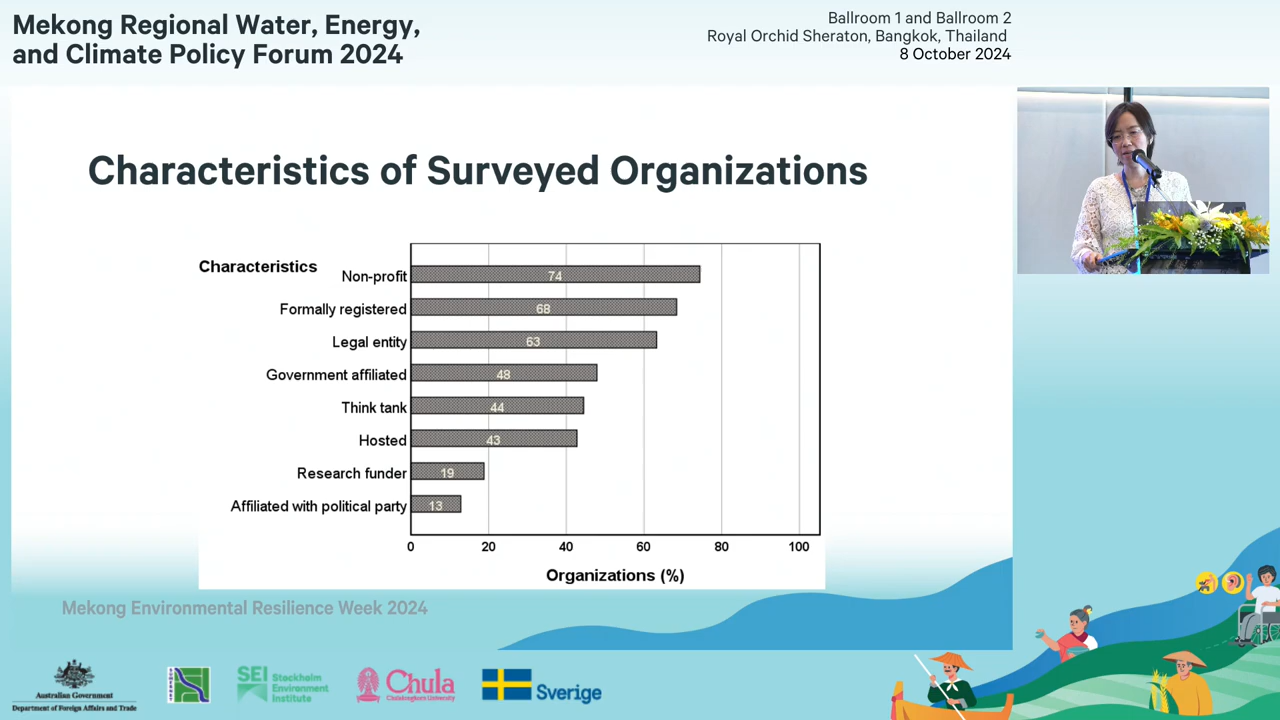 Mekong Regional Water, Energy,
and Climate Policy Forum 2024
Ballroom 1 and Ballroom 2
Royal Orchid Sheraton, Bangkok, Thailand
8 October 2024
Characteristics of Surveyed Organizations
Characteristics
Non-profit 74
Formally registered 68
Legal entity 63
Government affiliated 48
Think tank 44
Hosted 43
Research funder 19
Affiliated with political party 13
0 20 40 60 80 100
Organizations (%)
Mekong Environmental Resilience Week 2024
Australian Government
Department of Foreign Affairs and Trade
SEI Stockholm
Environment
Institute
Chula
Chulalongkorn University
Sverige